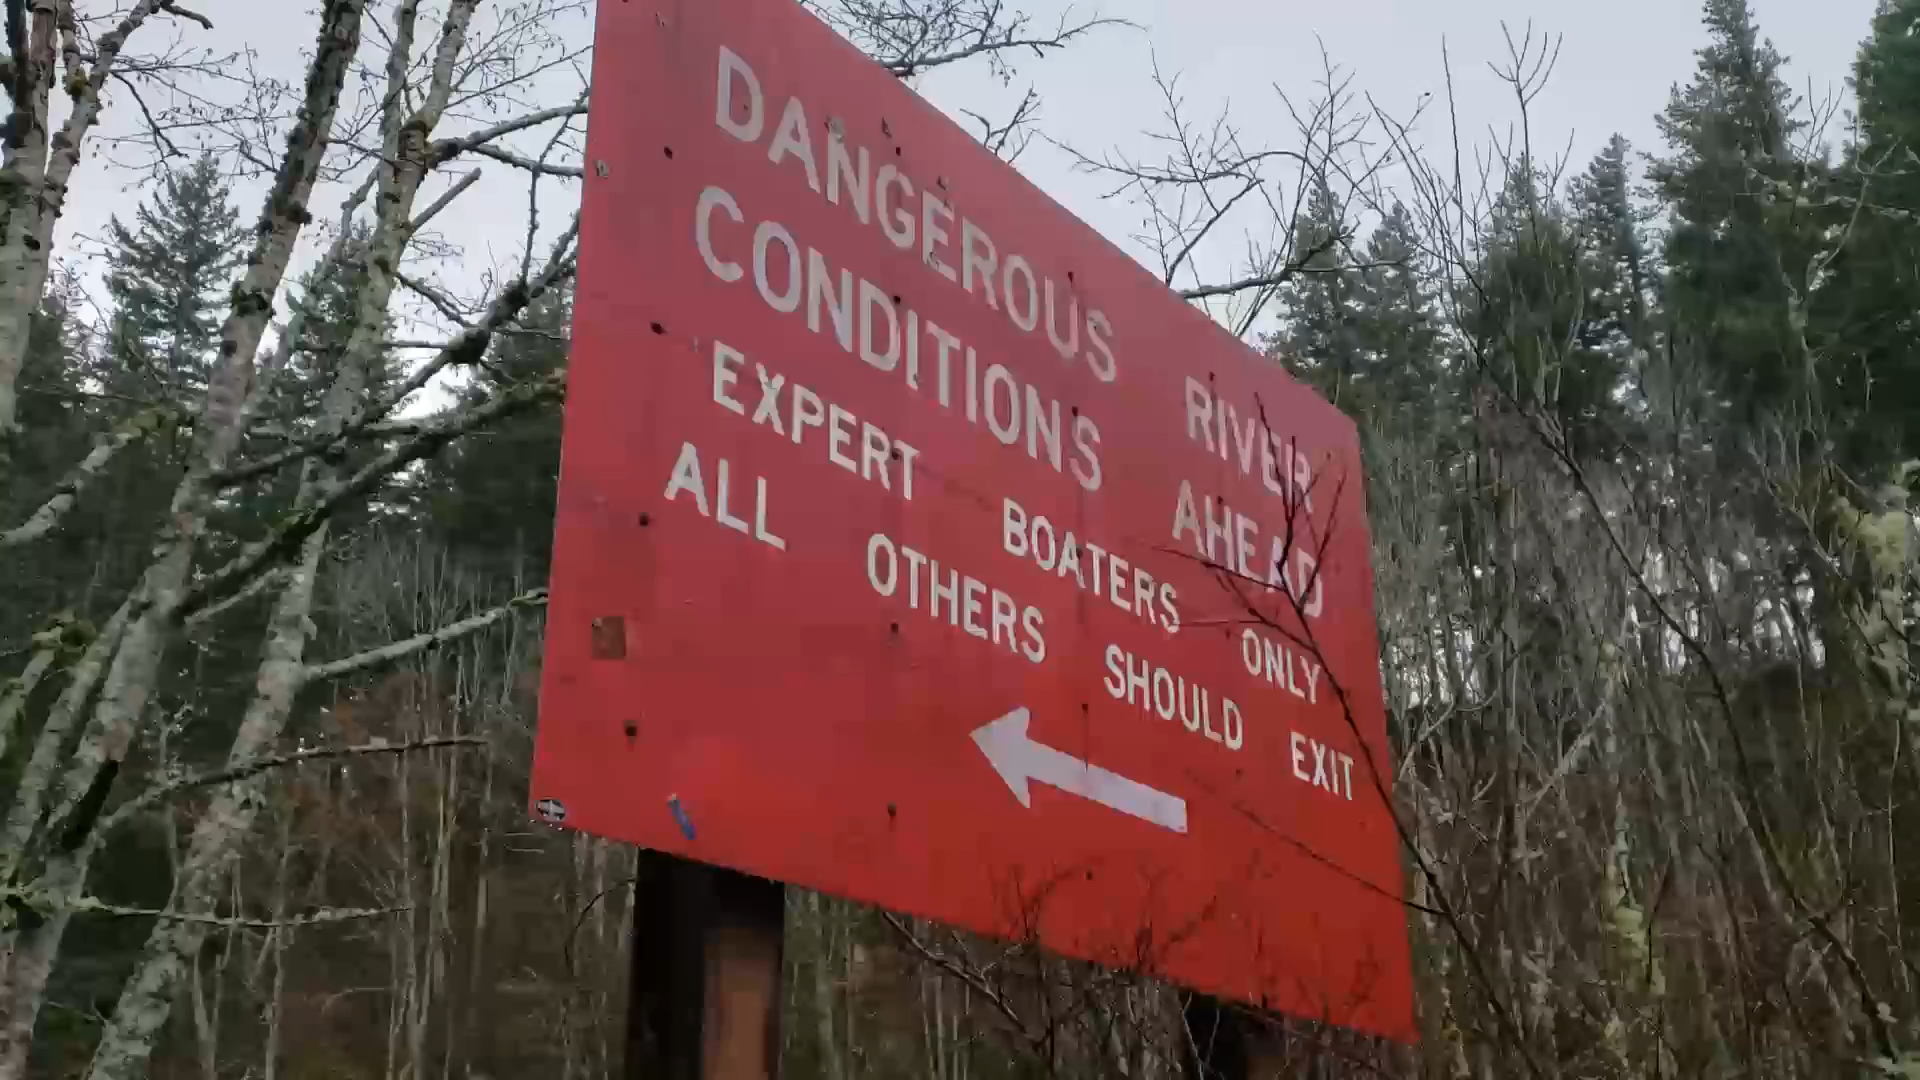 DANGEROUS RIVER
CONDITIONS AHEAD
EXPERT BOATERS ONLY
ALL OTHERS SHOULD EXIT